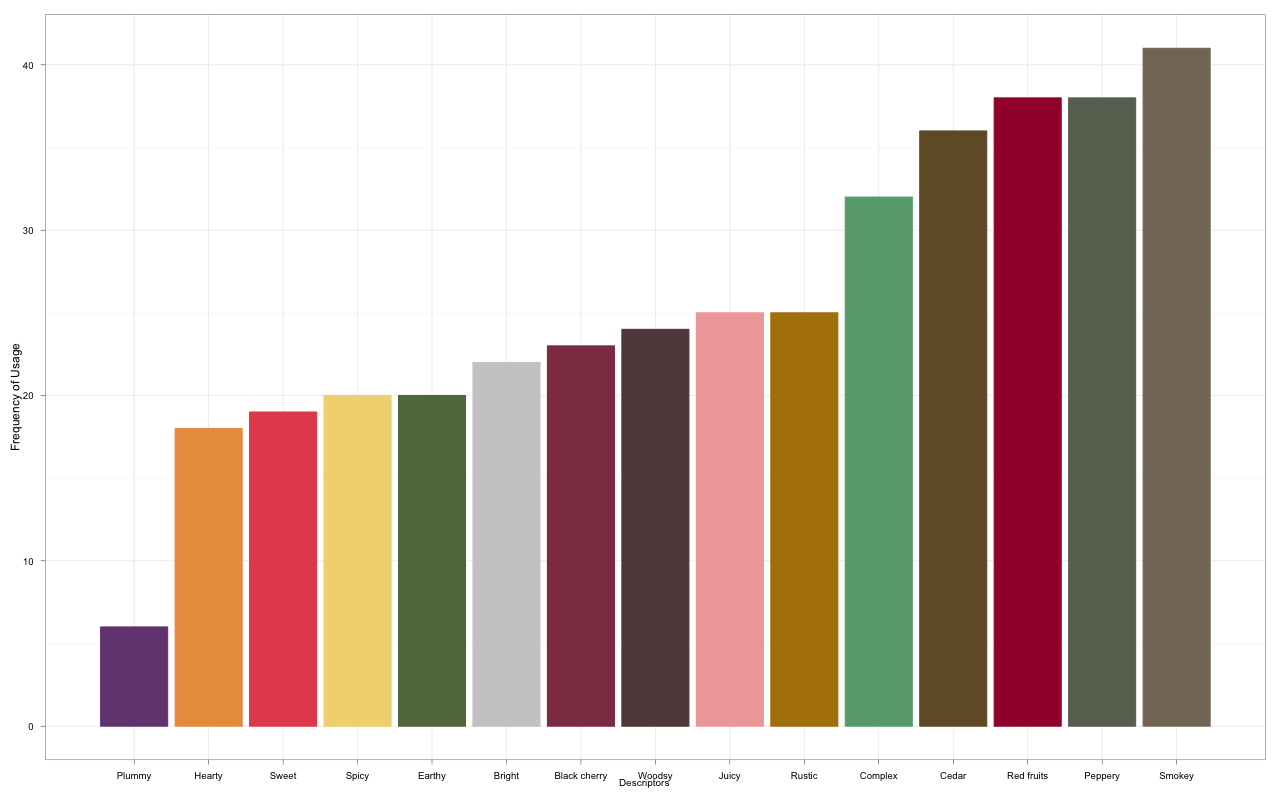 Frequency of Usage
40
30
20
10
0
Plummy Hearty Sweet Spicy Earthy Bright Black cherry Woodsy Juicy Rustic Complex Cedar Red fruits Peppery Smokey
Descriptors